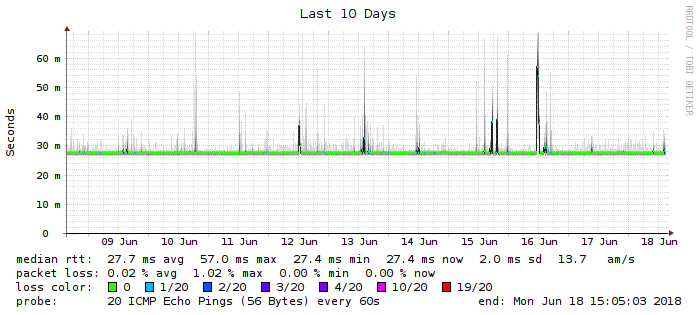 Last 10 Days
RRDTOOL / TOBI OETIKER
Seconds
60 m
50 m
40 m
30 m
20 m
10 m
0
09 Jun 10 Jun 11 Jun 12 Jun 13 Jun 14 Jun 15 Jun 16 Jun 17 Jun 18 Jun
median rtt: 27.7 ms avg 57.0 ms max 27.4 ms min 27.4 ms now 2.0 ms sd 13.7 am/s
packet loss: 0.02 % avg 1.02 % max 0.00 % min 0.00 % now
loss color: 0 1/20 2/20 3/20 4/20 10/20 19/20
probe: 20 ICMP Echo Pings (56 Bytes) every 60s end: Mon Jun 18 15:05:03 2018